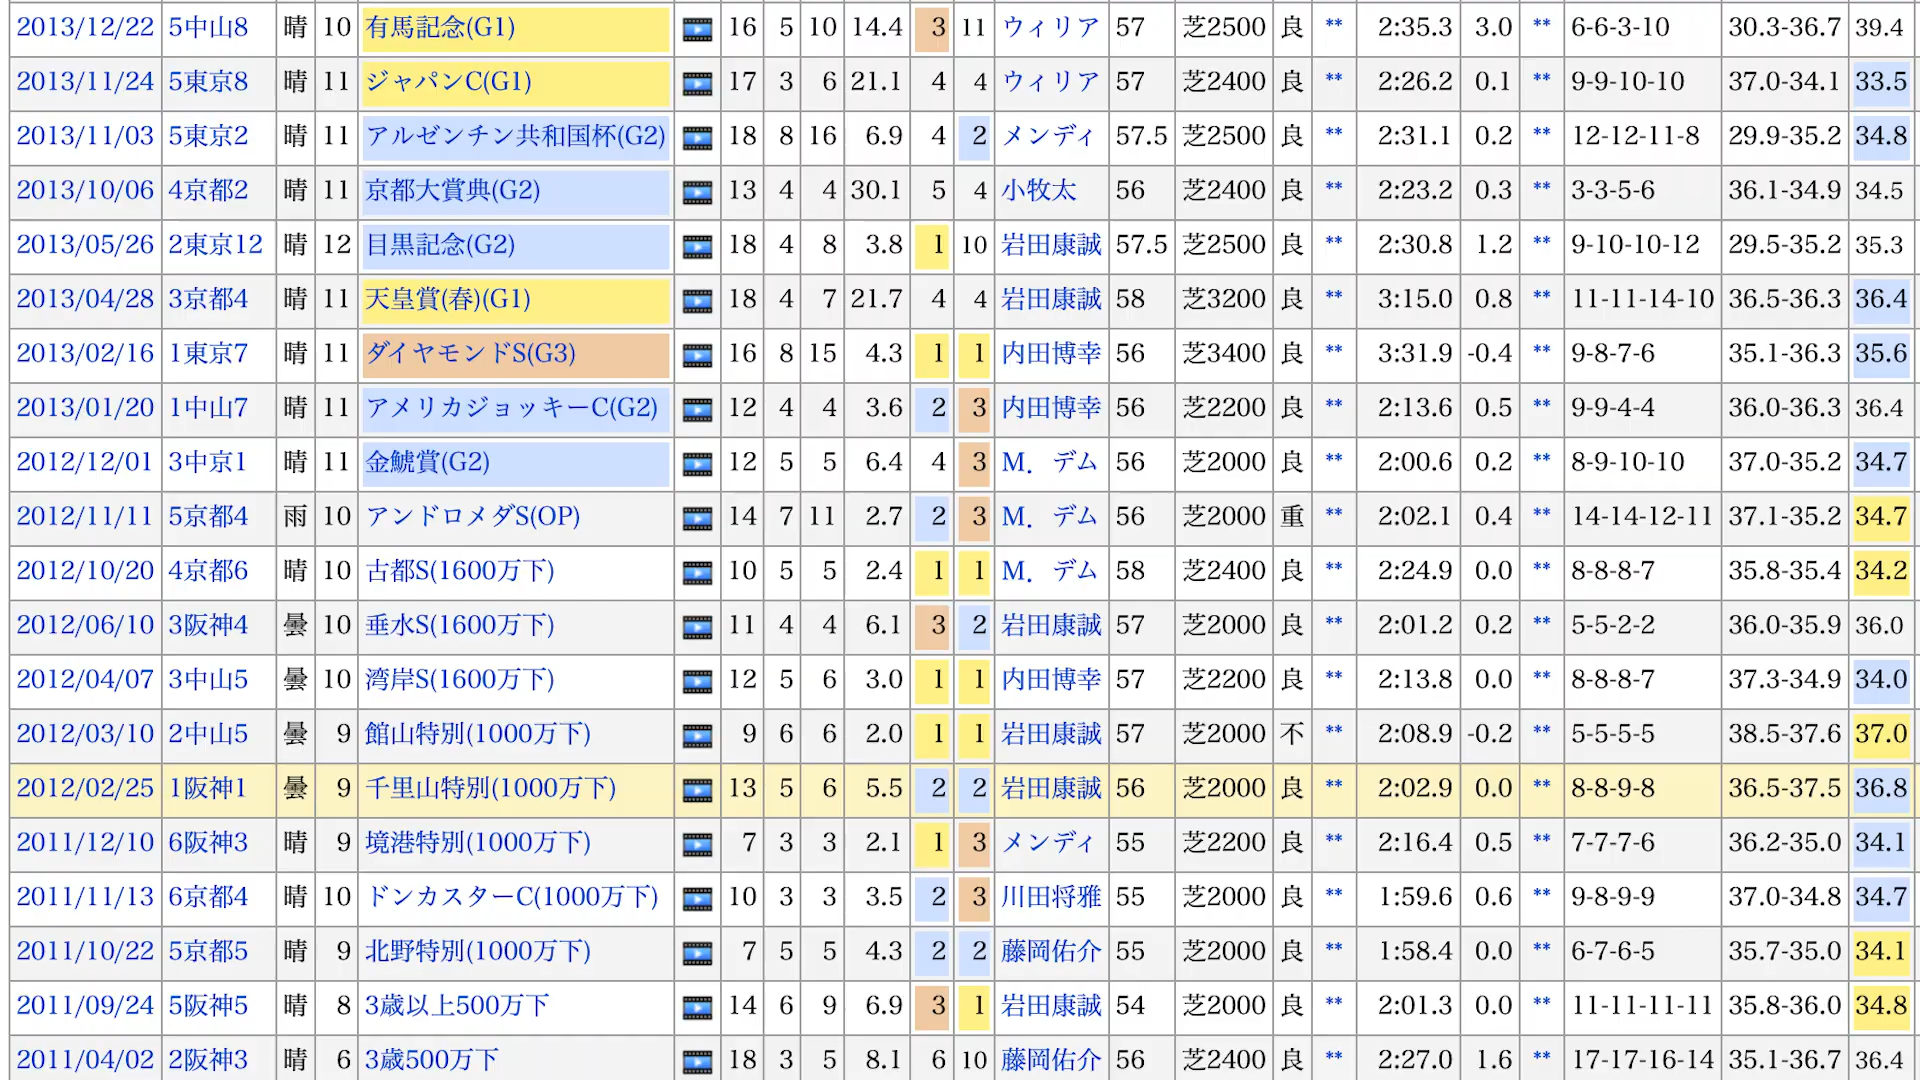 2013/12/22 5中山8 晴 10 有馬記念(G1) 16 5 10 14.4 3 11 ウィリア 57 芝2500 良 ** 2:35.3 3.0 ** 6-6-3-10 30.3-36.7 39.4
2013/11/24 5東京8 晴 11 ジャパンC(G1) 17 3 6 21.1 4 4 ウィリア 57 芝2400 良 ** 2:26.2 0.1 ** 9-9-10-10 37.0-34.1 33.5
2013/11/03 5東京2 晴 11 アルゼンチン共和国杯(G2) 18 8 16 6.9 4 2 メンディ 57.5 芝2500 良 ** 2:31.1 0.2 ** 12-12-11-8 29.9-35.2 34.8
2013/10/06 4京都2 晴 11 京都大賞典(G2) 13 4 4 30.1 5 4 小牧太 56 芝2400 良 ** 2:23.2 0.3 ** 3-3-5-6 36.1-34.9 34.5
2013/05/26 2東京12 晴 12 目黒記念(G2) 18 4 8 3.8 1 10 岩田康誠 57.5 芝2500 良 ** 2:30.8 1.2 ** 9-10-10-12 29.5-35.2 35.3
2013/04/28 3京都4 晴 11 天皇賞(春)(G1) 18 4 7 21.7 4 4 岩田康誠 58 芝3200 良 ** 3:15.0 0.8 ** 11-11-14-10 36.5-36.3 36.4
2013/02/16 1東京7 晴 11 ダイヤモンドS(G3) 16 8 15 4.3 1 1 内田博幸 56 芝3400 良 ** 3:31.9 -0.4 ** 9-8-7-6 35.1-36.3 35.6
2013/01/20 1中山7 晴 11 アメリカジョッキーC(G2) 12 4 4 3.6 2 3 内田博幸 56 芝2200 良 ** 2:13.6 0.5 ** 9-9-4-4 36.0-36.3 36.4
2012/12/01 3中京1 晴 11 金鯱賞(G2) 12 5 5 6.4 4 3 M．デム 56 芝2000 良 ** 2:00.6 0.2 ** 8-9-10-10 37.0-35.2 34.7
2012/11/11 5京都4 雨 10 アンドロメダS(OP) 14 7 11 2.7 2 3 M．デム 56 芝2000 重 ** 2:02.1 0.4 ** 14-14-12-11 37.1-35.2 34.7
2012/10/20 4京都6 晴 10 古都S(1600万下) 10 5 5 2.4 1 1 M．デム 58 芝2400 良 ** 2:24.9 0.0 ** 8-8-8-7 35.8-35.4 34.2
2012/06/10 3阪神4 曇 10 垂水S(1600万下) 11 4 4 6.1 3 2 岩田康誠 57 芝2000 良 ** 2:01.2 0.2 ** 5-5-2-2 36.0-35.9 36.0
2012/04/07 3中山5 曇 10 湾岸S(1600万下) 12 5 6 3.0 1 1 内田博幸 57 芝2200 良 ** 2:13.8 0.0 ** 8-8-8-7 37.3-34.9 34.0
2012/03/10 2中山5 曇 9 館山特別(1000万下) 9 6 6 2.0 1 1 岩田康誠 57 芝2000 不 ** 2:08.9 -0.2 ** 5-5-5-5 38.5-37.6 37.0
2012/02/25 1阪神1 曇 9 千里山特別(1000万下) 13 5 6 5.5 2 2 岩田康誠 56 芝2000 良 ** 2:02.9 0.0 ** 8-8-9-8 36.5-37.5 36.8
2011/12/10 6阪神3 晴 9 境港特別(1000万下) 7 3 3 2.1 1 3 メンディ 55 芝2200 良 ** 2:16.4 0.5 ** 7-7-7-6 36.2-35.0 34.1
2011/11/13 6京都4 晴 10 ドンカスターC(1000万下) 10 3 3 3.5 2 3 川田将雅 55 芝2000 良 ** 1:59.6 0.6 ** 9-8-9-9 37.0-34.8 34.7
2011/10/22 5京都5 晴 9 北野特別(1000万下) 7 5 5 4.3 2 2 藤岡佑介 55 芝2000 良 ** 1:58.4 0.0 ** 6-7-6-5 35.7-35.0 34.1
2011/09/24 5阪神5 晴 8 3歳以上500万下 14 6 9 6.9 3 1 岩田康誠 54 芝2000 良 ** 2:01.3 0.0 ** 11-11-11-11 35.8-36.0 34.8
2011/04/02 2阪神3 晴 6 3歳500万下 18 3 5 8.1 6 10 藤岡佑介 56 芝2400 良 ** 2:27.0 1.6 ** 17-17-16-14 35.1-36.7 36.4